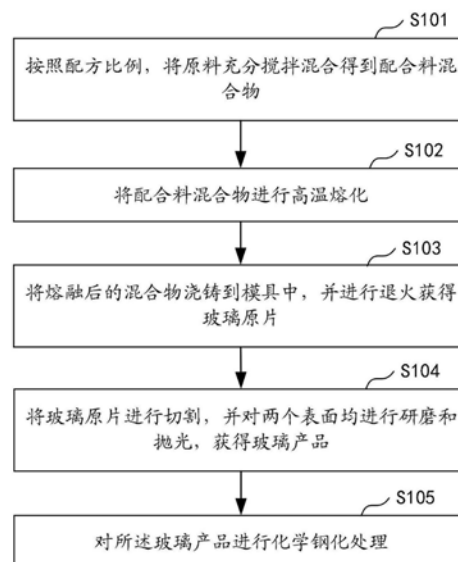 S101
按照配方比例，将原料充分搅拌混合得到配合料混
合物
S102
将配合料混合物进行高温熔化
S103
将熔融后的混合物浇铸到模具中，并进行退火获得
玻璃原片
S104
将玻璃原片进行切割，并对两个表面均进行研磨和
抛光，获得玻璃产品
S105
对所述玻璃产品进行化学钢化处理